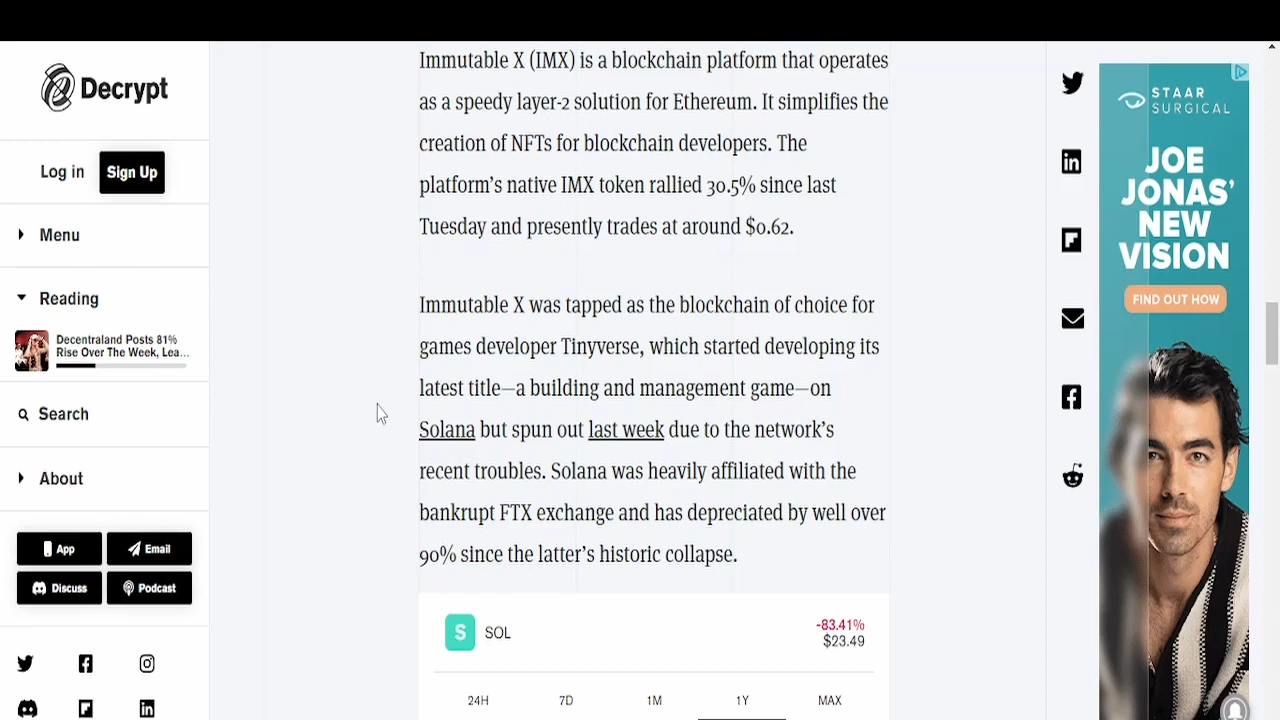 Decrypt
Log in
Sign Up
Menu
Reading
Decentraland Posts 81%
Rise Over The Week, Lea...
Search
About
App
Email
Discuss
Podcast
Immutable X (IMX) is a blockchain platform that operates
as a speedy layer-2 solution for Ethereum. It simplifies the
creation of NFTs for blockchain developers. The
platform’s native IMX token rallied 30.5% since last
Tuesday and presently trades at around $0.62.
Immutable X was tapped as the blockchain of choice for
games developer Tinyverse, which started developing its
latest title—a building and management game—on
Solana but spun out last week due to the network’s
recent troubles. Solana was heavily affiliated with the
bankrupt FTX exchange and has depreciated by well over
90% since the latter’s historic collapse.
S SOL
-83.41%
$23.49
24H 7D 1M 1Y MAX
STAAR
SURGICAL
JOE
JONAS’
NEW
VISION
FIND OUT HOW